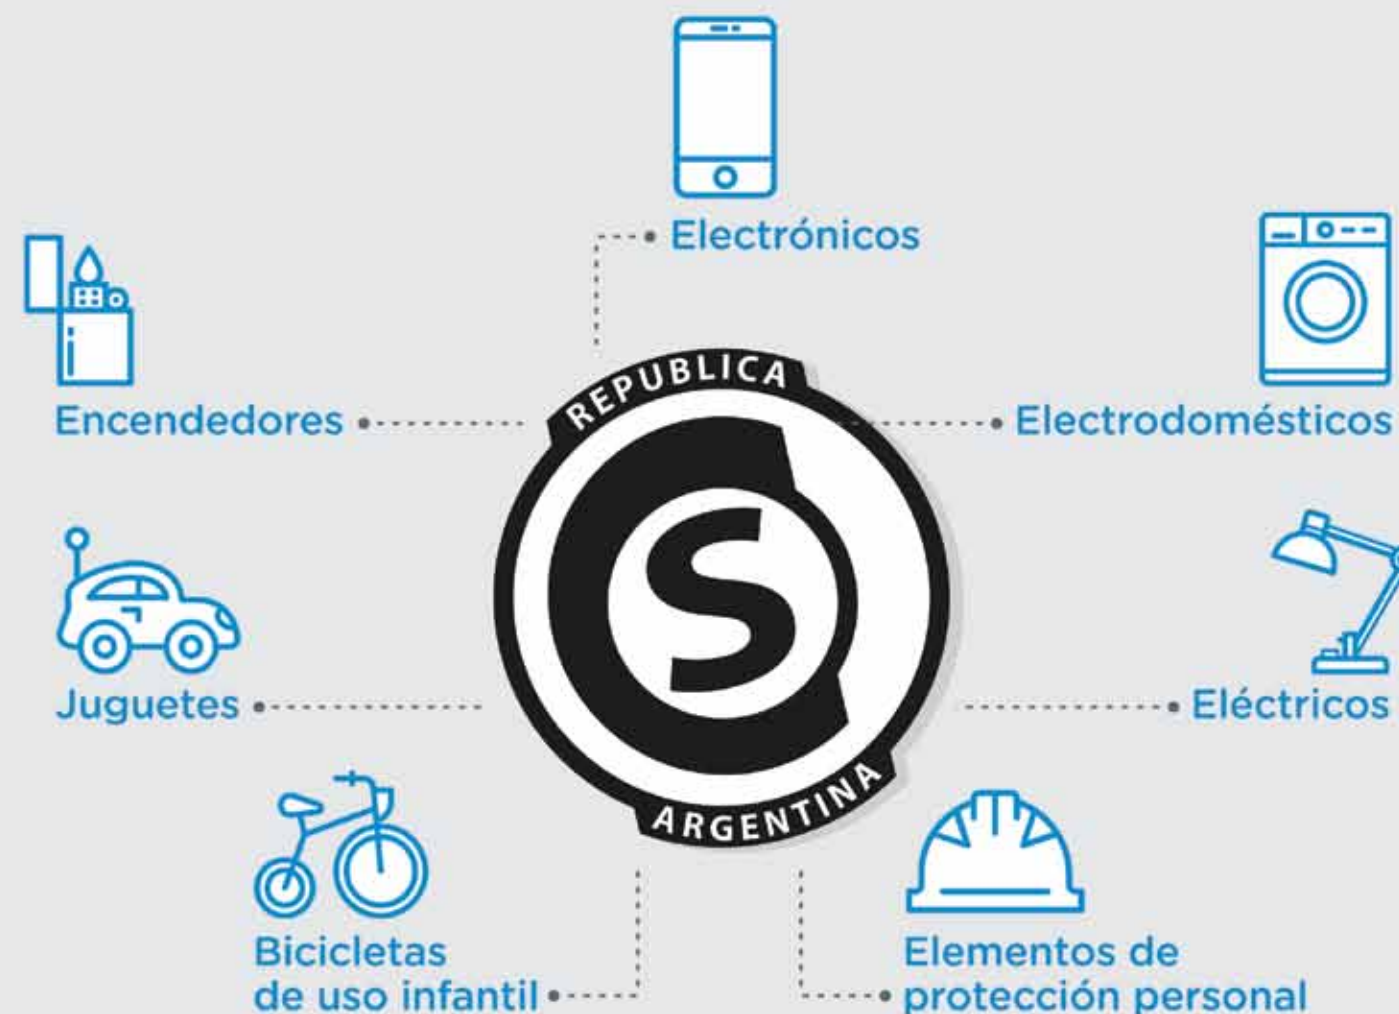 Electrónicos
Encendedores
Electrodomésticos
REPUBLICA
S
ARGENTINA
Juguetes
Eléctricos
Bicicletas
de uso infantil
Elementos de
protección personal